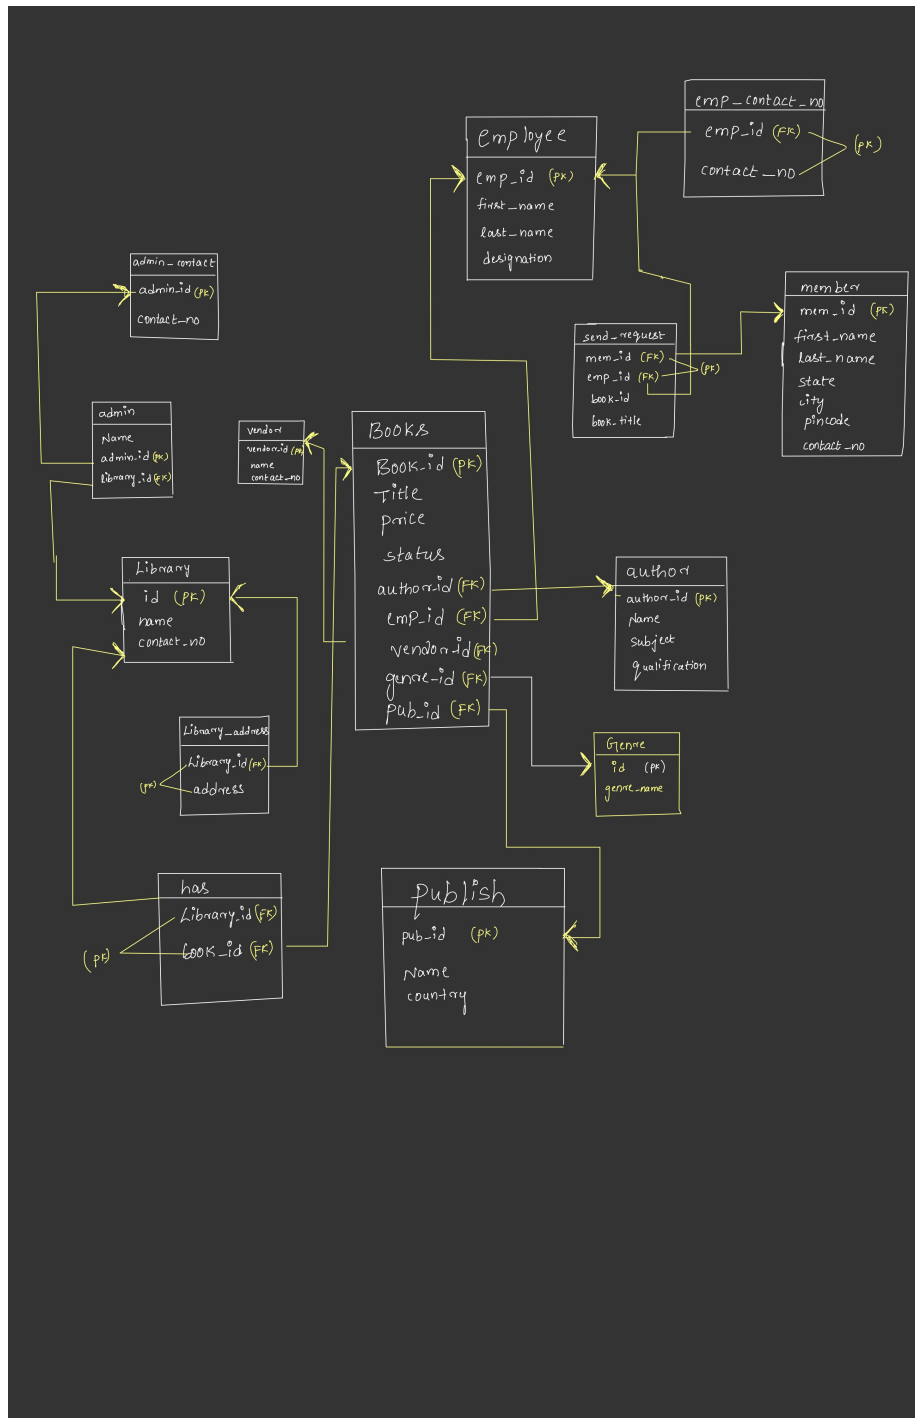 emp_contact_no
emp_id (FK)
(PK)
contact_no
employee
emp_id (PK)
first_name
last_name
designation
admin_contact
admin_id (PK)
contact_no
member
mem_id (PK)
first_name
last_name
state
city
pincode
contact_no
send_request
mem_id (FK)
(PK)
emp_id (FK)
book_id
book_title
admin
Name
admin_id (PK)
library_id (FK)
vendor
vendor_id (PK)
name
contact_no
Books
Book_id (PK)
Title
price
status
author_id (FK)
emp_id (FK)
vendor_id (FK)
genre_id (FK)
Pub_id (FK)
Library
id (PK)
name
contact_no
author
author_id (PK)
Name
subject
qualification
Library_address
Library_id (FK)
(PK)
address
Genre
id (PK)
genre_name
has
Library_id (FK)
(PK)
book_id (FK)
publish
pub_id (PK)
Name
country